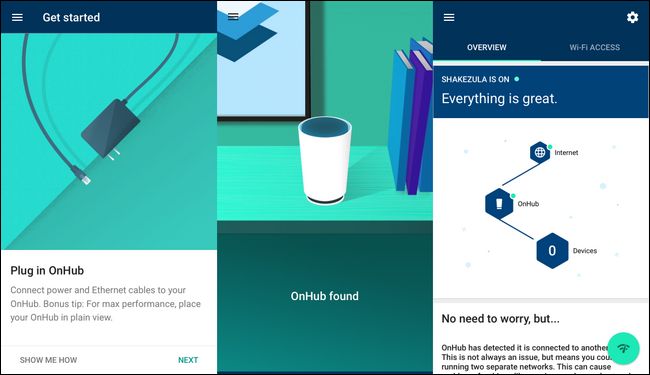 Get started
Plug in OnHub
Connect power and Ethernet cables to your
OnHub. Bonus tip: For max performance, place
your OnHub in plain view.
SHOW ME HOW
NEXT
OnHub found
OVERVIEW
Wi-Fi ACCESS
SHAKEZULA IS ON
Everything is great.
Internet
OnHub
0
Devices
No need to worry, but...
OnHub has detected it is connected to another
This is not always an issue, but means you cou
running two separate networks. This can cause